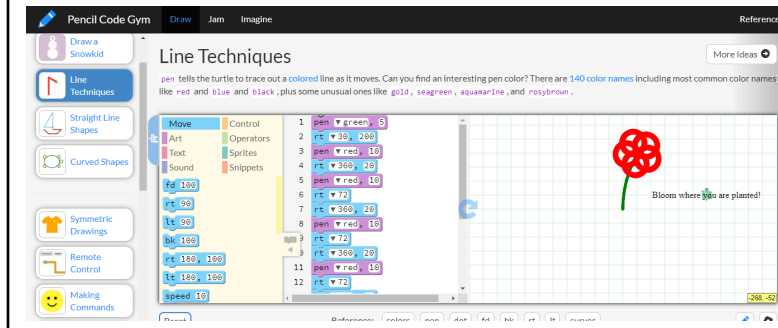 Pencil Code Gym Draw Jam Imagine Reference
Draw a
Snowkid
Line
Techniques
Straight Line
Shapes
Curved Shapes
Symmetric
Drawings
Remote
Control
Making
Commands
Line Techniques
More Ideas
pen tells the turtle to trace out a colored line as it moves. Can you find an interesting pen color? There are 140 color names including most common color names
like red and blue and black, plus some unusual ones like gold, seagreen, aquamarine, and rosybrown.
Move Control
Art Operators
Text Sprites
Sound Snippets
fd 100
rt 90
lt 90
bk 100
rt 180, 100
lt 180, 100
speed 10
1 pen ▼ green, 5
2 rt ▼ 30, 200
3 pen ▼ red, 10
4 rt ▼ 360, 20
5 pen ▼ red, 10
6 rt ▼ 72
7 rt ▼ 360, 20
8 pen ▼ red, 10
9 rt ▼ 72
rt ▼ 360, 20
11 pen ▼ red, 10
12 rt ▼ 72
Bloom where you are planted!
-268, -52
Reset Reference: colors pen dot fd bk rt lt curves